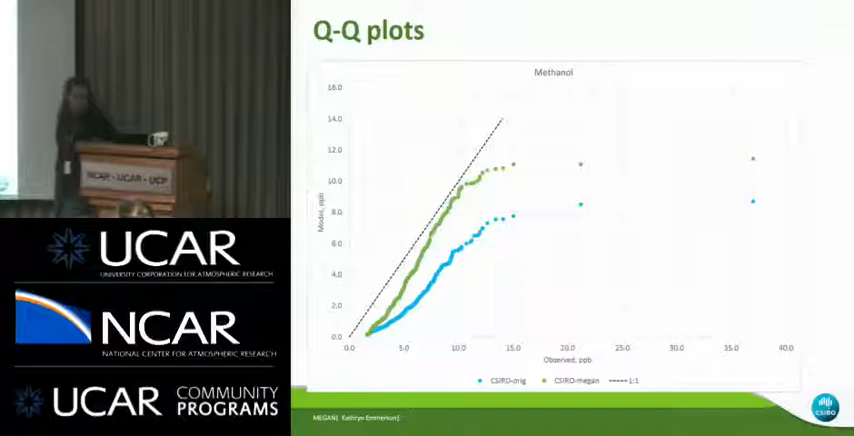 Q-Q plots
Methanol
16.0
14.0
12.0
10.0
8.0
6.0
4.0
2.0
0.0
Model, ppb
0.0 5.0 10.0 15.0 20.0 25.0 30.0 35.0 40.0
Observed, ppb
CSIRO-orig CSIRO-megan 1:1
MEGAN| Kathryn Emmerson|
CSIRO
NCAR - UCAR - UCP
UCAR
UNIVERSITY CORPORATION FOR ATMOSPHERIC RESEARCH
NCAR
NATIONAL CENTER FOR ATMOSPHERIC RESEARCH
UCAR COMMUNITY
PROGRAMS